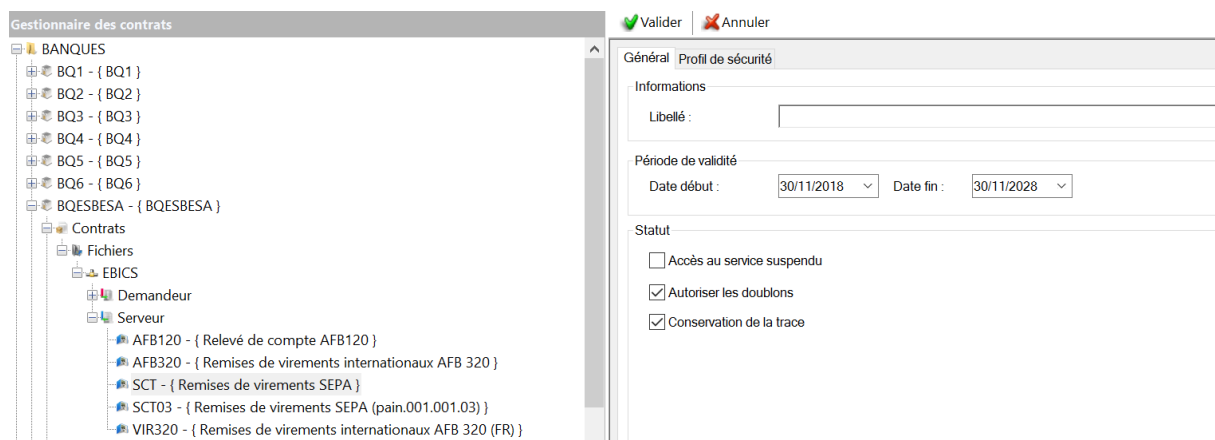 Gestionnaire des contrats
BANQUES
BQ1 - { BQ1 }
BQ2 - { BQ2 }
BQ3 - { BQ3 }
BQ4 - { BQ4 }
BQ5 - { BQ5 }
BQ6 - { BQ6 }
BQESBESA - { BQESBESA }
Contrats
Fichiers
EBICS
Demandeur
Serveur
AFB120 - { Relevé de compte AFB120 }
AFB320 - { Remises de virements internationaux AFB 320 }
SCT - { Remises de virements SEPA }
SCT03 - { Remises de virements SEPA (pain.001.001.03) }
VIR320 - { Remises de virements internationaux AFB 320 (FR) }
Valider Annuler
Général Profil de sécurité
Informations
Libellé :
Période de validité
Date début : 30/11/2018 Date fin : 30/11/2028
Statut
Accès au service suspendu
Autoriser les doublons
Conservation de la trace